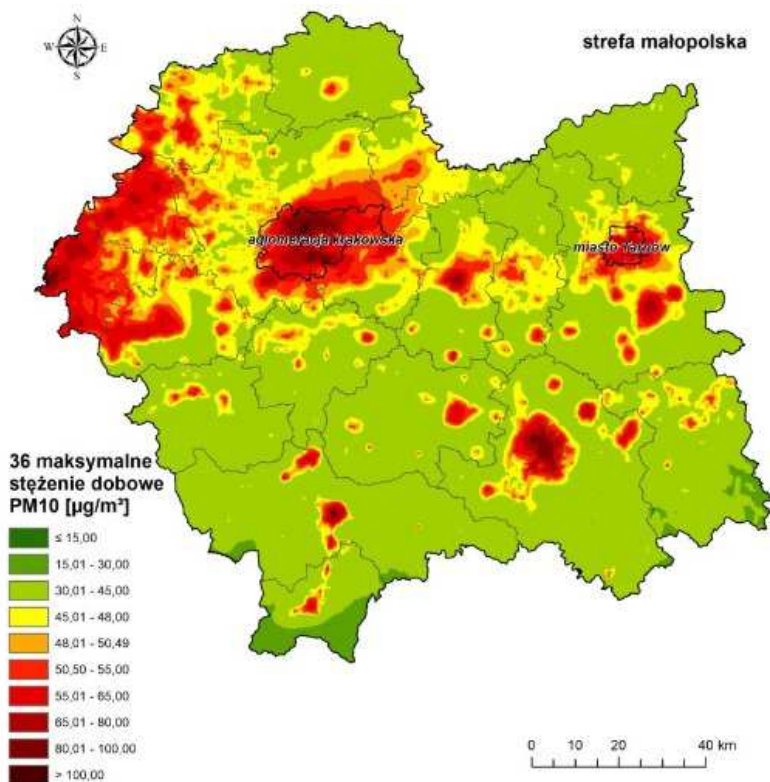 N
W E
S
strefa małopolska
aglomeracja krakowska
miasto Tarnów
36 maksymalne
stężenie dobowe
PM10 [µg/m³]
≤ 15,00
15,01 - 30,00
30,01 - 45,00
45,01 - 48,00
48,01 - 50,49
50,50 - 55,00
55,01 - 65,00
65,01 - 80,00
80,01 - 100,00
> 100,00
0 10 20 40 km